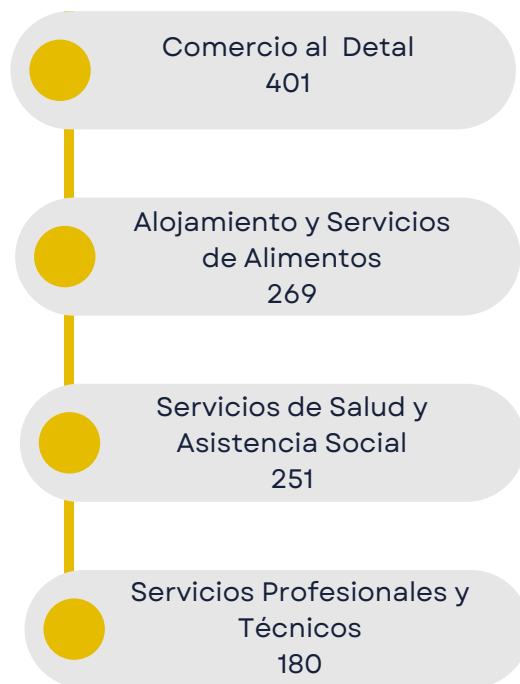 Comercio al Detal
401
Alojamiento y Servicios
de Alimentos
269
Servicios de Salud y
Asistencia Social
251
Servicios Profesionales y
Técnicos
180